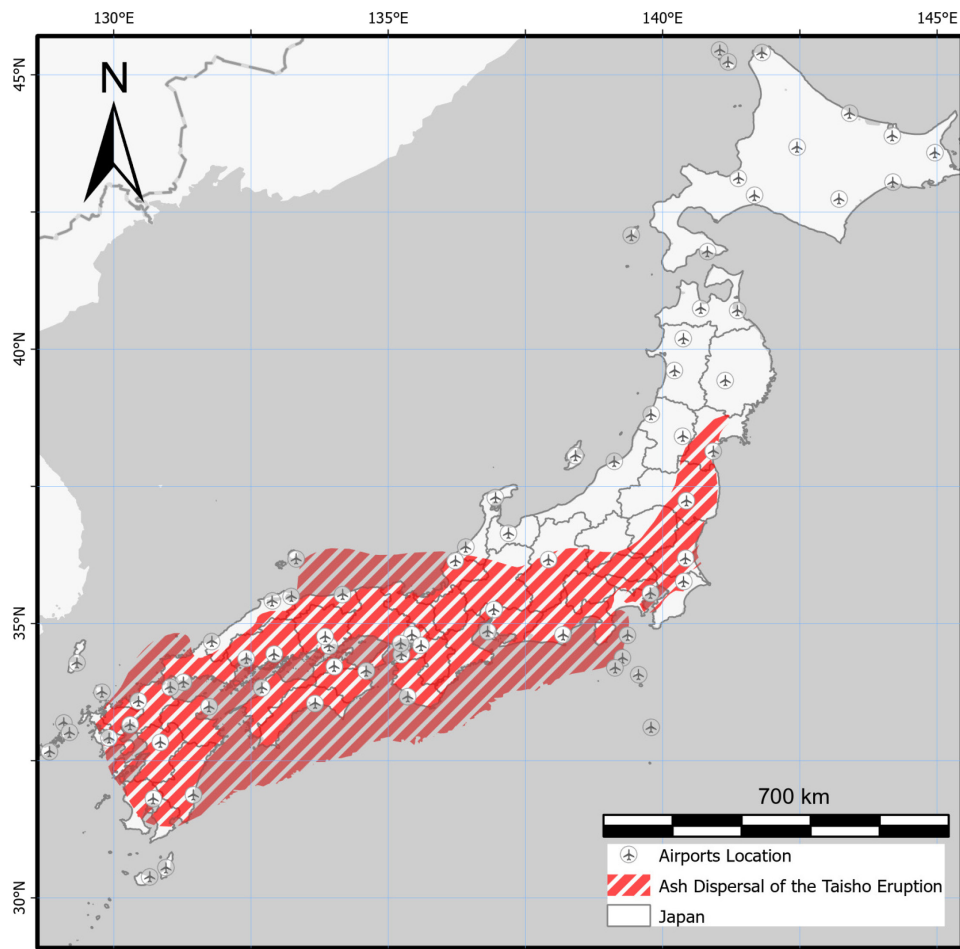 130°E
135°E
140°E
145°E
45°N
40°N
35°N
30°N
N
700 km
Airports Location
Ash Dispersal of the Taisho Eruption
Japan